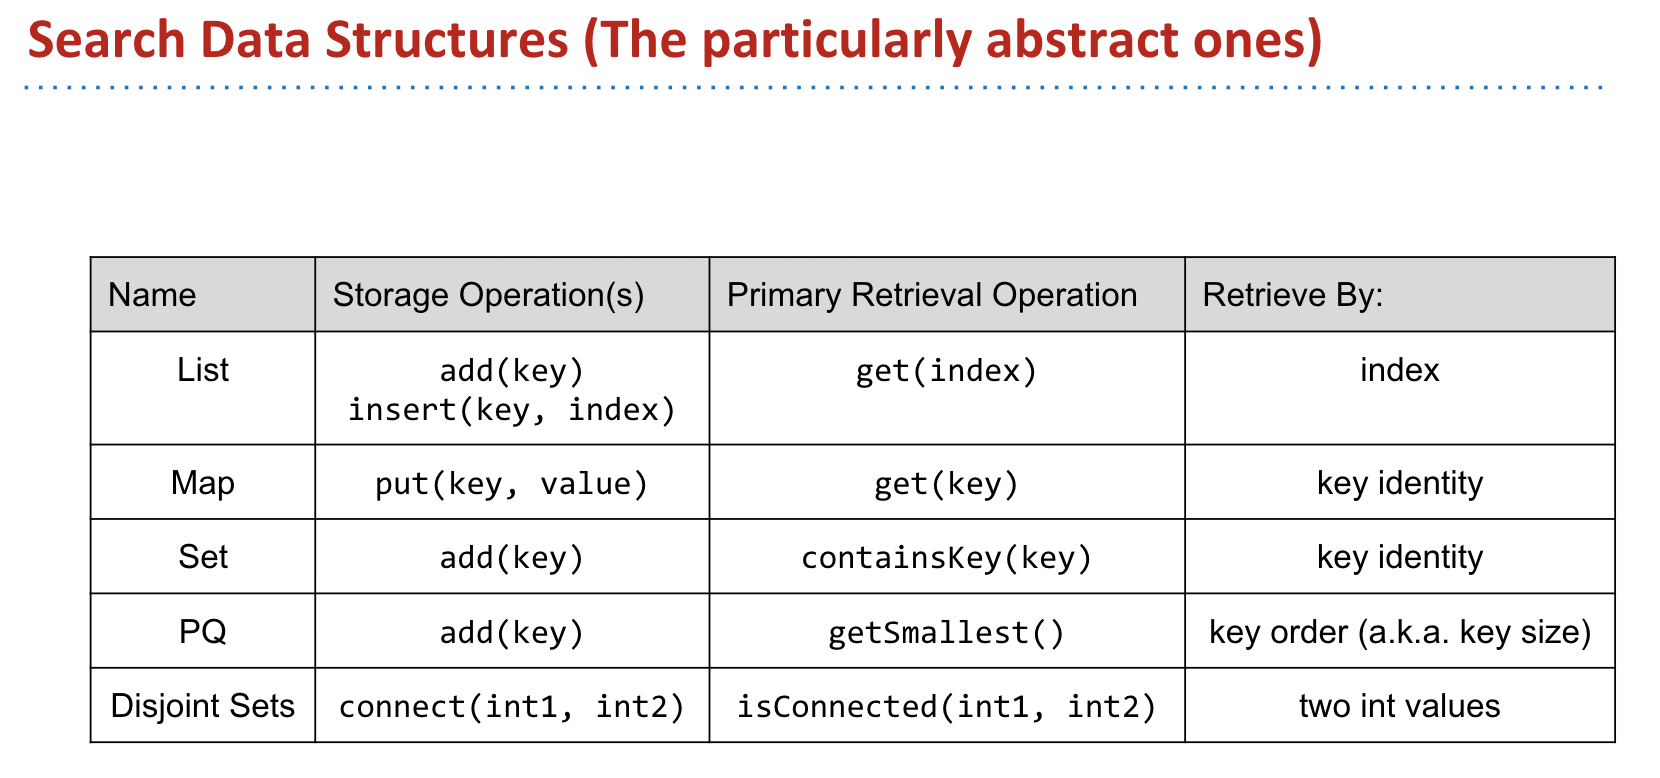 Search Data Structures (The particularly abstract ones)
Name Storage Operation(s) Primary Retrieval Operation Retrieve By:
List add(key) get(index) index
insert(key, index)
Map put(key, value) get(key) key identity
Set add(key) containsKey(key) key identity
PQ add(key) getSmallest() key order (a.k.a. key size)
Disjoint Sets connect(int1, int2) isConnected(int1, int2) two int values